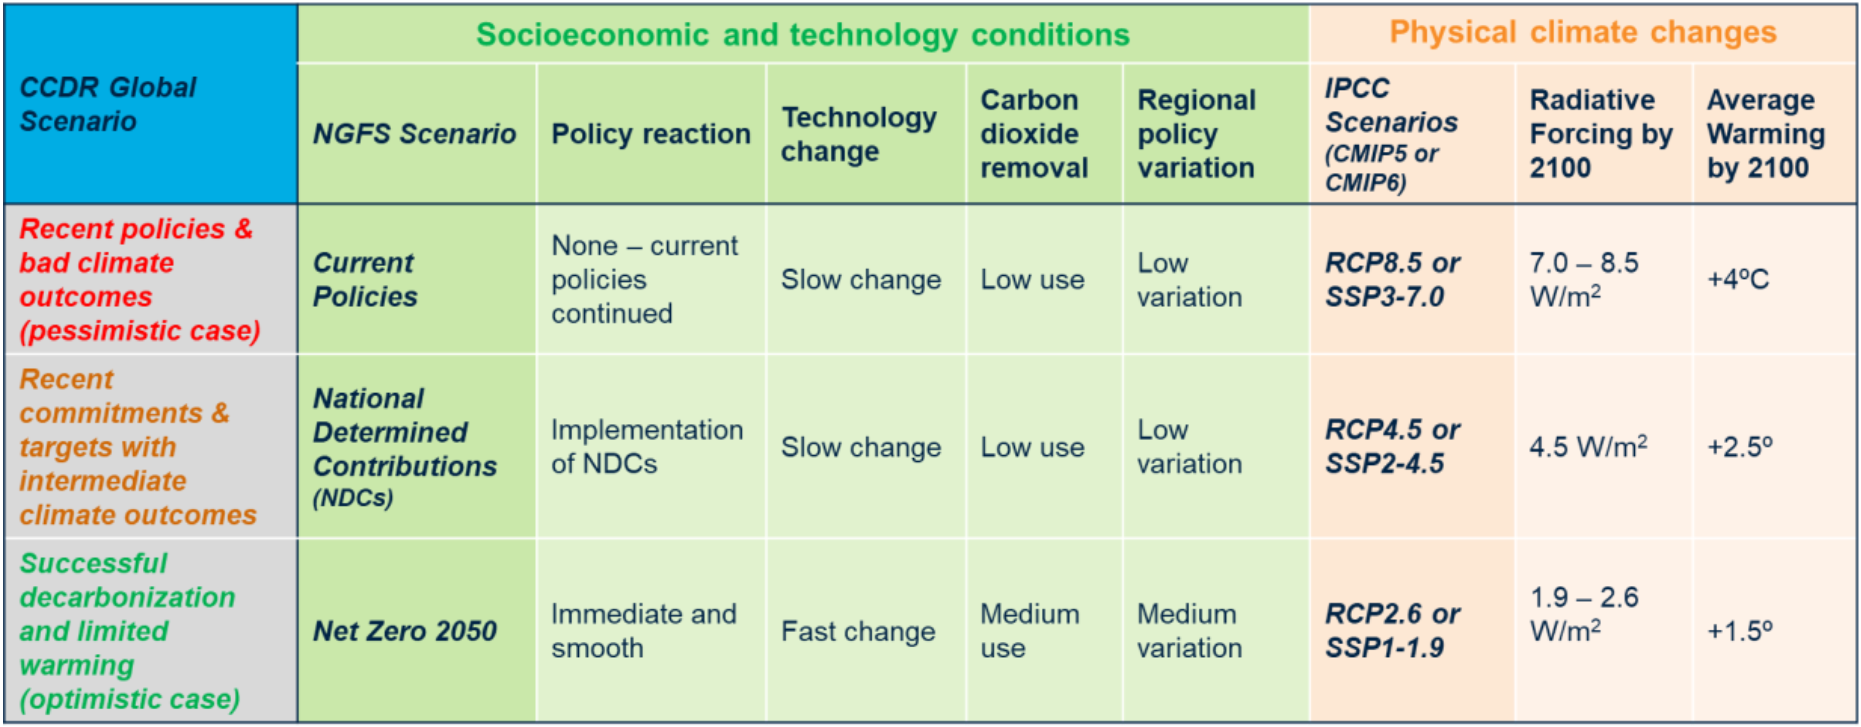 Socioeconomic and technology conditions
Physical climate changes
CCDR Global
Scenario
NGFS Scenario
Policy reaction
Technology
change
Carbon
dioxide
removal
Regional
policy
variation
IPCC
Scenarios
(CMIP5 or
CMIP6)
Radiative
Forcing by
2100
Average
Warming
by 2100
Recent policies &
bad climate
outcomes
(pessimistic case)
Current
Policies
None – current
policies
continued
Slow change
Low use
Low
variation
RCP8.5 or
SSP3-7.0
7.0 – 8.5
W/m²
+4ºC
Recent
commitments &
targets with
intermediate
climate outcomes
National
Determined
Contributions
(NDCs)
Implementation
of NDCs
Slow change
Low use
Low
variation
RCP4.5 or
SSP2-4.5
4.5 W/m²
+2.5º
Successful
decarbonization
and limited
warming
(optimistic case)
Net Zero 2050
Immediate and
smooth
Fast change
Medium
use
Medium
variation
RCP2.6 or
SSP1-1.9
1.9 – 2.6
W/m²
+1.5º